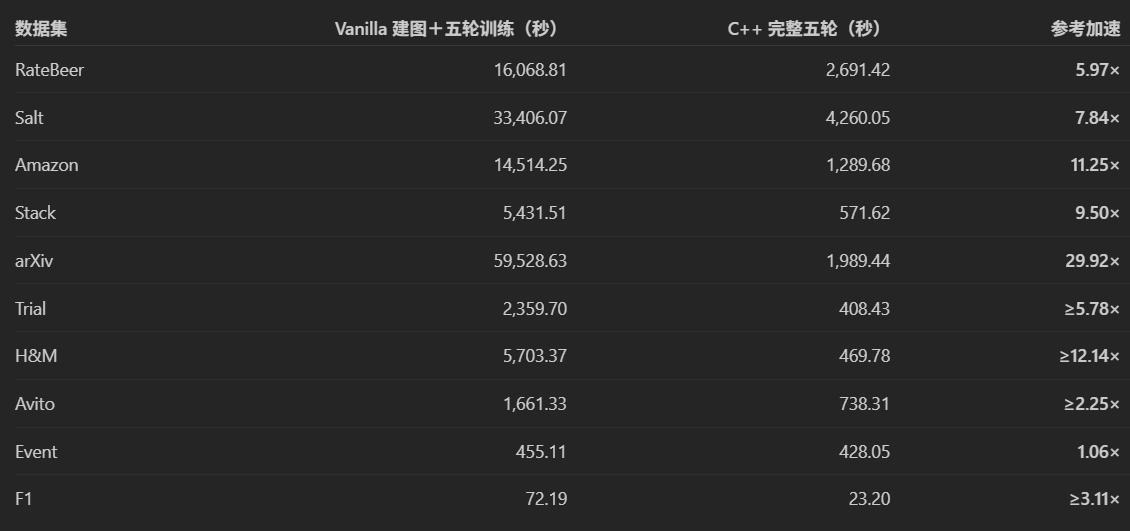 数据集 Vanilla 建图＋五轮训练（秒） C++ 完整五轮（秒） 参考加速
RateBeer 16,068.81 2,691.42 5.97×
Salt 33,406.07 4,260.05 7.84×
Amazon 14,514.25 1,289.68 11.25×
Stack 5,431.51 571.62 9.50×
arXiv 59,528.63 1,989.44 29.92×
Trial 2,359.70 408.43 ≥5.78×
H&M 5,703.37 469.78 ≥12.14×
Avito 1,661.33 738.31 ≥2.25×
Event 455.11 428.05 1.06×
F1 72.19 23.20 ≥3.11×